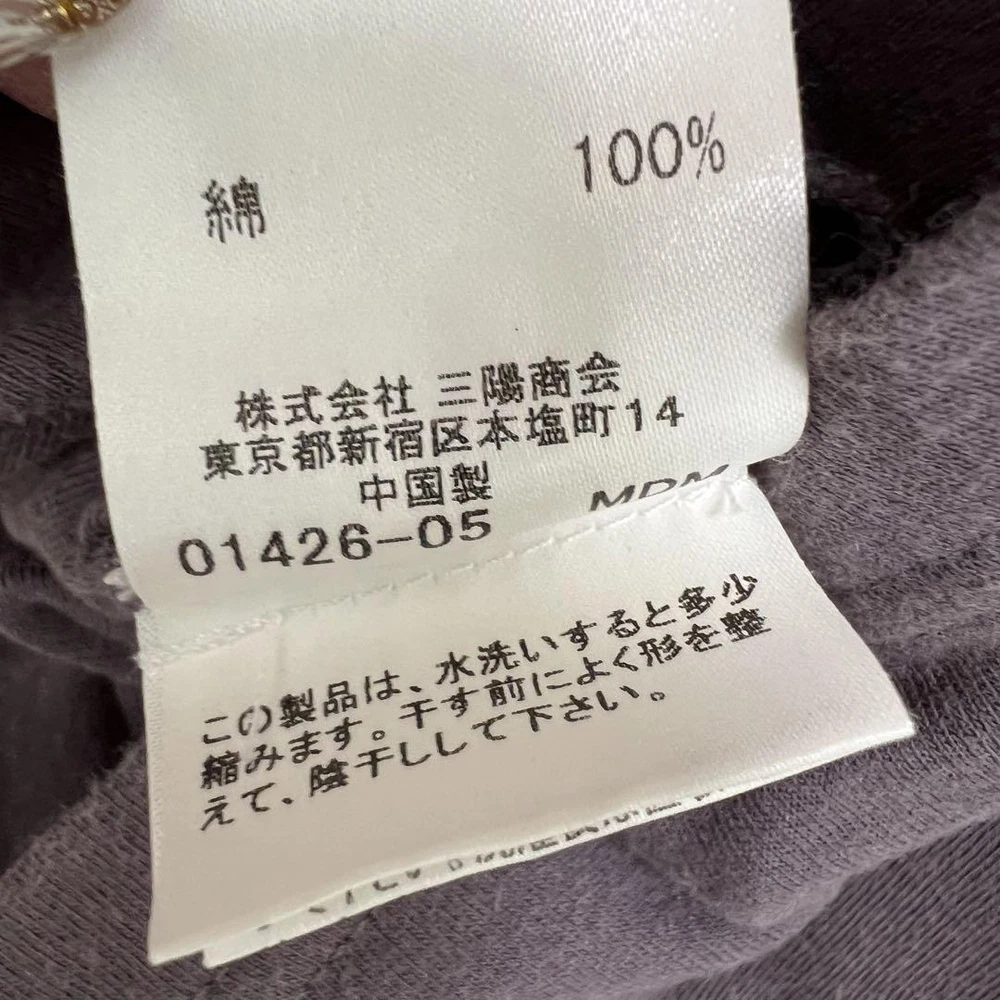 綿 100%
株式会社 三陽商会
東京都新宿区本塩町14
中国製
01426-05
この製品は、水洗いすると多少
縮みます。干す前によく形を整
えて、陰干しして下さい。